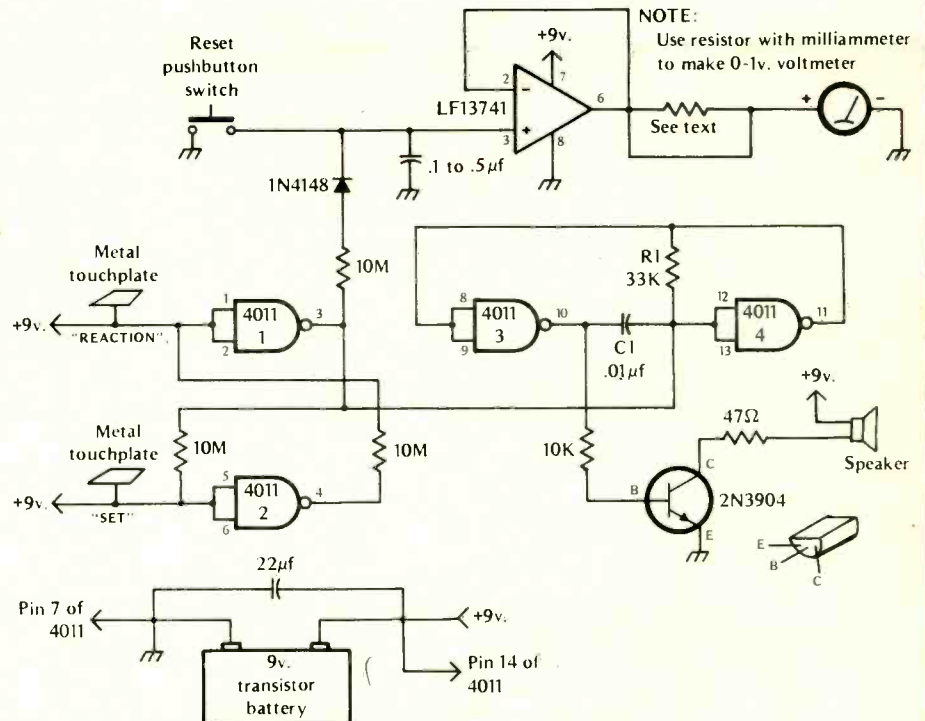 NOTE:
Use resistor with milliammeter
to make 0-1v. voltmeter
Reset
pushbutton
switch
+9v.
7
2
-
LF13741
6
+
3
8
See text
+
-
.1 to .5µf
1N4148
10M
Metal
touchplate
+9v.
"REACTION"
1
2
4011
1
3
R1
33K
8
9
4011
3
10
C1
.01µf
12
13
4011
4
11
Metal
touchplate
+9v.
"SET"
10M
5
6
4011
2
4
10M
10K
+9v.
47Ω
Speaker
C
B
E
2N3904
E
B
C
22µf
Pin 7 of
4011
+9v.
Pin 14 of
4011
9v.
transistor
battery